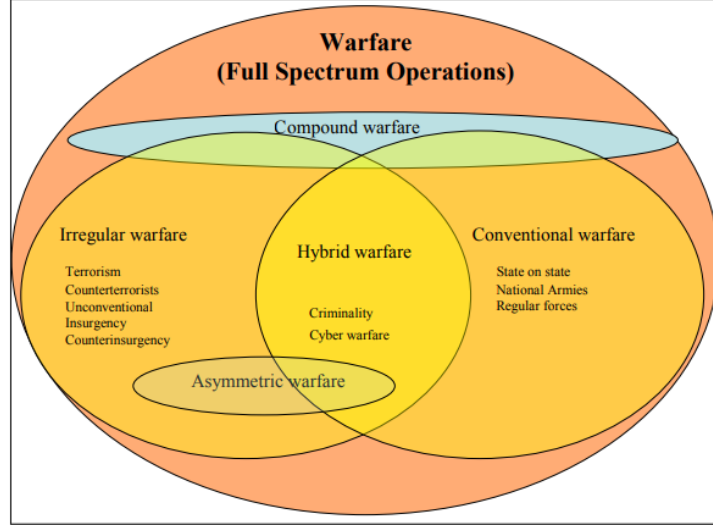 Warfare
(Full Spectrum Operations)
Compound warfare
Irregular warfare
Terrorism
Counterterrorists
Unconventional
Insurgency
Counterinsurgency
Hybrid warfare
Criminality
Cyber warfare
Conventional warfare
State on state
National Armies
Regular forces
Asymmetric warfare